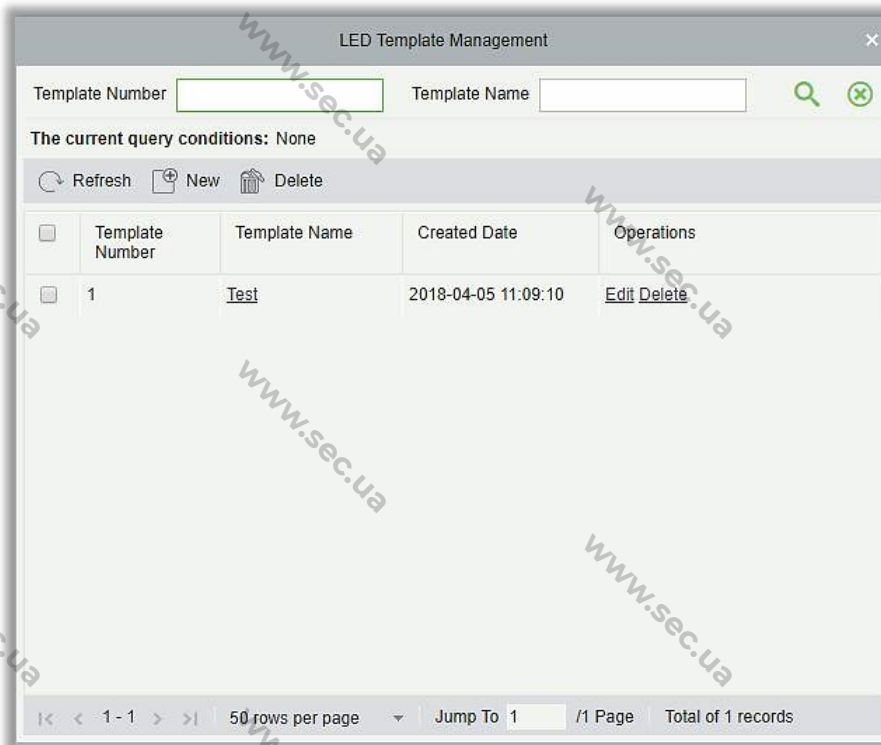 LED Template Management
Template Number Template Name
The current query conditions: None
Refresh New Delete
Template Number Template Name Created Date Operations
1 Test 2018-04-05 11:09:10 Edit Delete
1 - 1 50 rows per page Jump To 1 /1 Page Total of 1 records
www.sec.ua
www.sec.ua
www.sec.ua
www.sec.ua